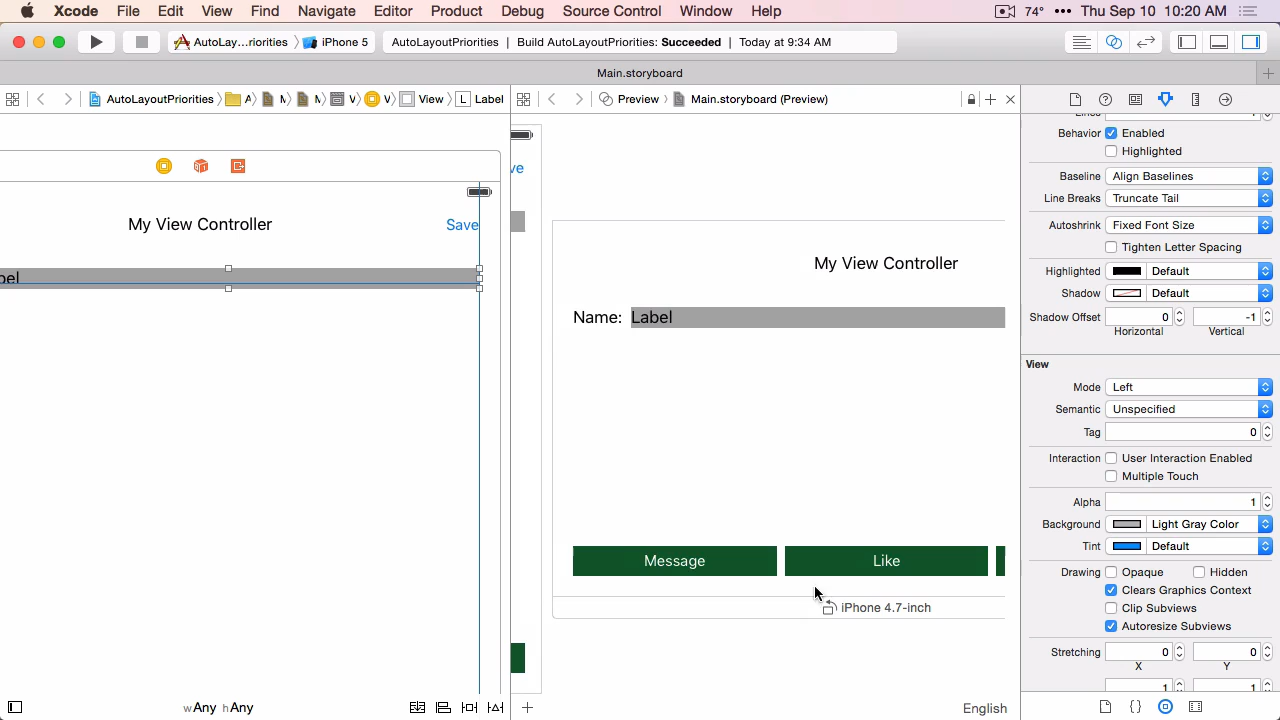 Xcode File Edit View Find Navigate Editor Product Debug Source Control Window Help 74° Thu Sep 10 10:20 AM
AutoLay...riorities iPhone 5 AutoLayoutPriorities | Build AutoLayoutPriorities: Succeeded | Today at 9:34 AM
Main.storyboard
AutoLayoutPriorities View L Label Preview Main.storyboard (Preview)
Behavior Enabled
Highlighted
Baseline Align Baselines
Line Breaks Truncate Tail
Autoshrink Fixed Font Size
Tighten Letter Spacing
Highlighted Default
Shadow Default
Shadow Offset 0 -1
Horizontal Vertical
View
Mode Left
Semantic Unspecified
Tag 0
Interaction User Interaction Enabled
Multiple Touch
Alpha 1
Background Light Gray Color
Tint Default
Drawing Opaque Hidden
Clears Graphics Context
Clip Subviews
Autoresize Subviews
Stretching 0 0
X Y
1 1
My View Controller Save
bel
ve
My View Controller
Name: Label
Message Like
iPhone 4.7-inch
wAny hAny
English